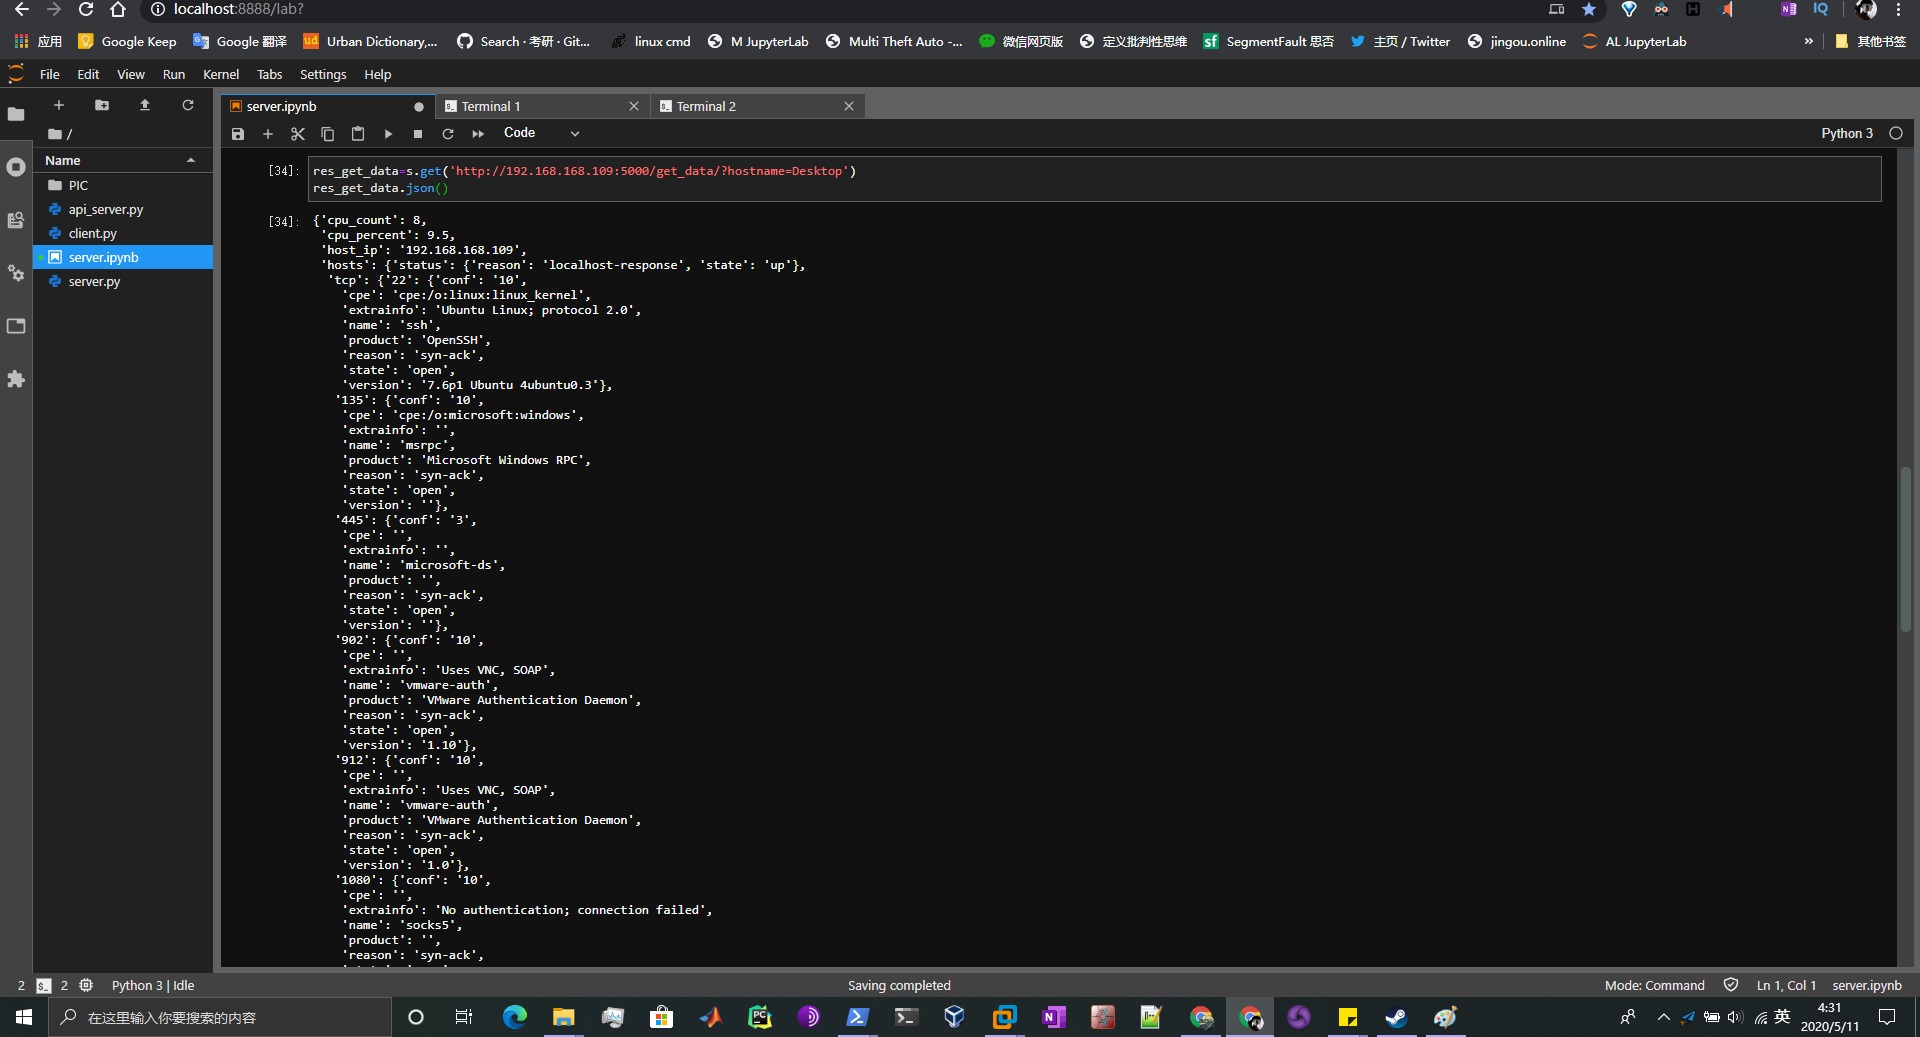 localhost:8888/lab?
应用 Google Keep Google 翻译 ud Urban Dictionary,... Search · 考研 · Git... linux cmd M JupyterLab Multi Theft Auto -... 微信网页版 定义批判性思维 sf SegmentFault 思否 主页 / Twitter jingou.online AL JupyterLab » 其他书签
File Edit View Run Kernel Tabs Settings Help
server.ipynb Terminal 1 Terminal 2
Code Python 3
/
Name
PIC
api_server.py
client.py
server.ipynb
server.py
[34]: res_get_data=s.get('http://192.168.168.109:5000/get_data/?hostname=Desktop')
res_get_data.json()
[34]: {'cpu_count': 8,
'cpu_percent': 9.5,
'host_ip': '192.168.168.109',
'hosts': {'status': {'reason': 'localhost-response', 'state': 'up'},
'tcp': {'22': {'conf': '10',
'cpe': 'cpe:/o:linux:linux_kernel',
'extrainfo': 'Ubuntu Linux; protocol 2.0',
'name': 'ssh',
'product': 'OpenSSH',
'reason': 'syn-ack',
'state': 'open',
'version': '7.6p1 Ubuntu 4ubuntu0.3'},
'135': {'conf': '10',
'cpe': 'cpe:/o:microsoft:windows',
'extrainfo': '',
'name': 'msrpc',
'product': 'Microsoft Windows RPC',
'reason': 'syn-ack',
'state': 'open',
'version': ''},
'445': {'conf': '3',
'cpe': '',
'extrainfo': '',
'name': 'microsoft-ds',
'product': '',
'reason': 'syn-ack',
'state': 'open',
'version': ''},
'902': {'conf': '10',
'cpe': '',
'extrainfo': 'Uses VNC, SOAP',
'name': 'vmware-auth',
'product': 'VMware Authentication Daemon',
'reason': 'syn-ack',
'state': 'open',
'version': '1.10'},
'912': {'conf': '10',
'cpe': '',
'extrainfo': 'Uses VNC, SOAP',
'name': 'vmware-auth',
'product': 'VMware Authentication Daemon',
'reason': 'syn-ack',
'state': 'open',
'version': '1.0'},
'1080': {'conf': '10',
'cpe': '',
'extrainfo': 'No authentication; connection failed',
'name': 'socks5',
'product': '',
'reason': 'syn-ack',
2 2 Python 3 | Idle Saving completed Mode: Command Ln 1, Col 1 server.ipynb
在这里输入你要搜索的内容
英
4:31
2020/5/11